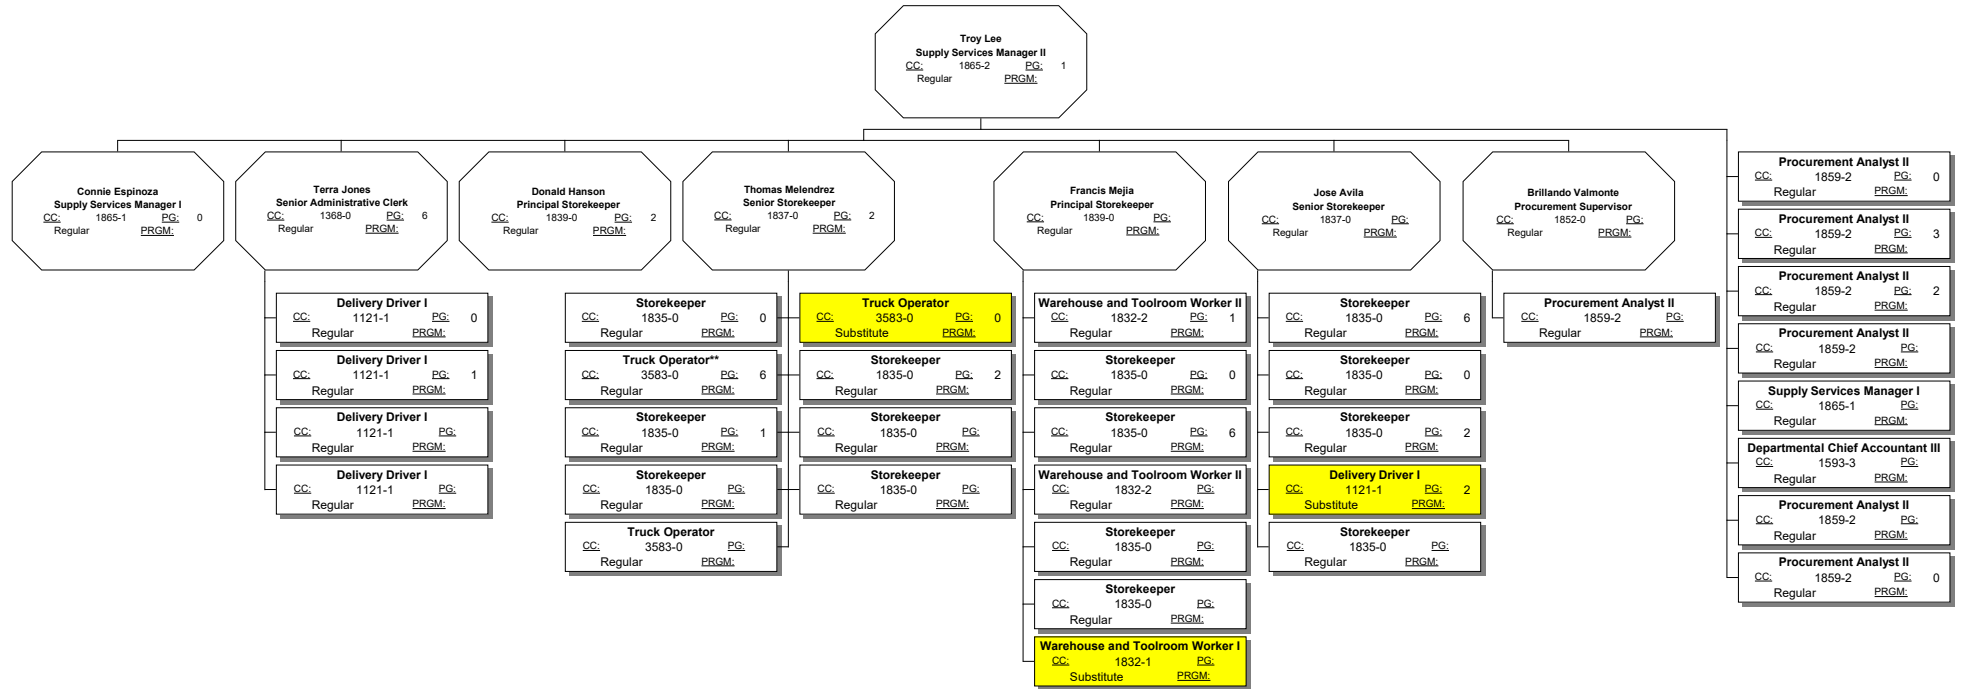 Troy Lee
Supply Services Manager II
CC: 1865-2 PG: 1
Regular PRGM:
Connie Espinoza
Supply Services Manager I
CC: 1865-1 PG: 0
Regular PRGM:
Terra Jones
Senior Administrative Clerk
CC: 1368-0 PG: 6
Regular PRGM:
Delivery Driver I
CC: 1121-1 PG: 0
Regular PRGM:
Delivery Driver I
CC: 1121-1 PG: 1
Regular PRGM:
Delivery Driver I
CC: 1121-1 PG:
Regular PRGM:
Delivery Driver I
CC: 1121-1 PG:
Regular PRGM:
Donald Hanson
Principal Storekeeper
CC: 1839-0 PG: 2
Regular PRGM:
Thomas Melendrez
Senior Storekeeper
CC: 1837-0 PG: 2
Regular PRGM:
Storekeeper
CC: 1835-0 PG: 0
Regular PRGM:
Truck Operator**
CC: 3583-0 PG: 6
Regular PRGM:
Storekeeper
CC: 1835-0 PG: 1
Regular PRGM:
Storekeeper
CC: 1835-0 PG:
Regular PRGM:
Truck Operator
CC: 3583-0 PG:
Regular PRGM:
Truck Operator
CC: 3583-0 PG: 0
Substitute PRGM:
Storekeeper
CC: 1835-0 PG: 2
Regular PRGM:
Storekeeper
CC: 1835-0 PG:
Regular PRGM:
Storekeeper
CC: 1835-0 PG:
Regular PRGM:
Francis Mejia
Principal Storekeeper
CC: 1839-0 PG:
Regular PRGM:
Warehouse and Toolroom Worker II
CC: 1832-2 PG: 1
Regular PRGM:
Storekeeper
CC: 1835-0 PG: 0
Regular PRGM:
Storekeeper
CC: 1835-0 PG: 6
Regular PRGM:
Warehouse and Toolroom Worker II
CC: 1832-2 PG:
Regular PRGM:
Storekeeper
CC: 1835-0 PG:
Regular PRGM:
Storekeeper
CC: 1835-0 PG:
Regular PRGM:
Warehouse and Toolroom Worker I
CC: 1832-1 PG:
Substitute PRGM:
Jose Avila
Senior Storekeeper
CC: 1837-0 PG:
Regular PRGM:
Storekeeper
CC: 1835-0 PG: 6
Regular PRGM:
Storekeeper
CC: 1835-0 PG: 0
Regular PRGM:
Storekeeper
CC: 1835-0 PG: 2
Regular PRGM:
Delivery Driver I
CC: 1121-1 PG: 2
Substitute PRGM:
Storekeeper
CC: 1835-0 PG:
Regular PRGM:
Brillando Valmonte
Procurement Supervisor
CC: 1852-0 PG:
Regular PRGM:
Procurement Analyst II
CC: 1859-2 PG:
Regular PRGM:
Procurement Analyst II
CC: 1859-2 PG: 0
Regular PRGM:
Procurement Analyst II
CC: 1859-2 PG: 3
Regular PRGM:
Procurement Analyst II
CC: 1859-2 PG: 2
Regular PRGM:
Procurement Analyst II
CC: 1859-2 PG:
Regular PRGM:
Supply Services Manager I
CC: 1865-1 PG:
Regular PRGM:
Departmental Chief Accountant III
CC: 1593-3 PG:
Regular PRGM:
Procurement Analyst II
CC: 1859-2 PG:
Regular PRGM:
Procurement Analyst II
CC: 1859-2 PG: 0
Regular PRGM: